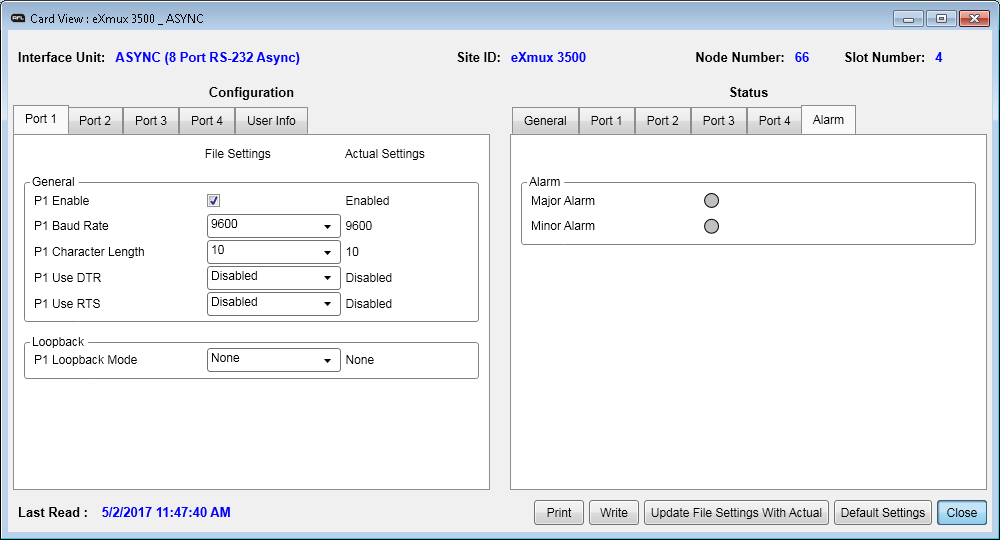 AFL Card View : eXmux 3500 _ ASYNC
Interface Unit: ASYNC (8 Port RS-232 Async) Site ID: eXmux 3500 Node Number: 66 Slot Number: 4
Configuration
Port 1 Port 2 Port 3 Port 4 User Info
File Settings Actual Settings
General
P1 Enable Enabled
P1 Baud Rate 9600 9600
P1 Character Length 10 10
P1 Use DTR Disabled Disabled
P1 Use RTS Disabled Disabled
Loopback
P1 Loopback Mode None None
Status
General Port 1 Port 2 Port 3 Port 4 Alarm
Alarm
Major Alarm
Minor Alarm
Last Read : 5/2/2017 11:47:40 AM
Print Write Update File Settings With Actual Default Settings Close